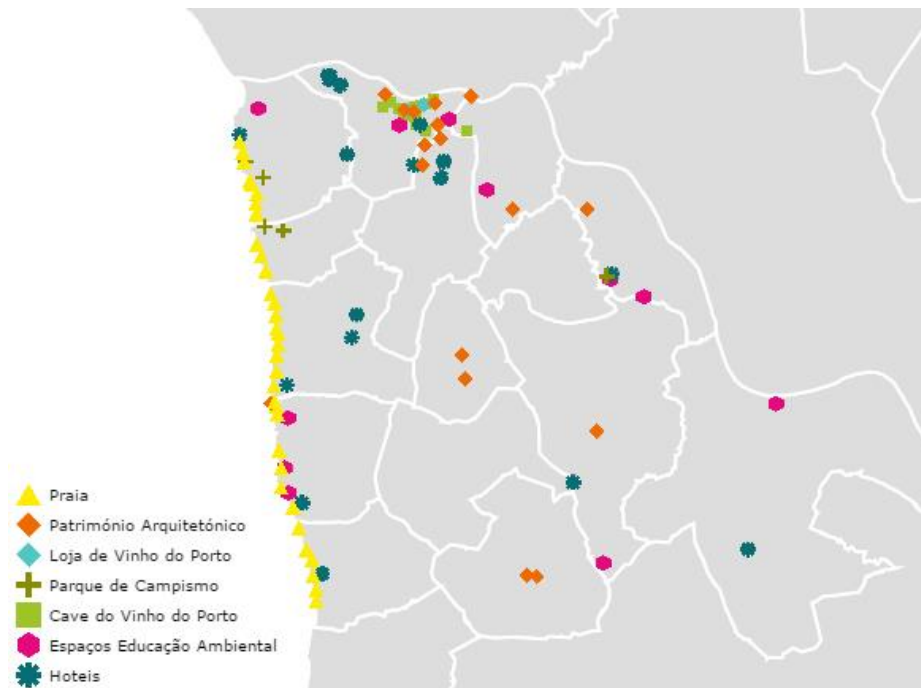 Praia
Património Arquitetónico
Loja de Vinho do Porto
Parque de Campismo
Cave do Vinho do Porto
Espaços Educação Ambiental
Hoteis